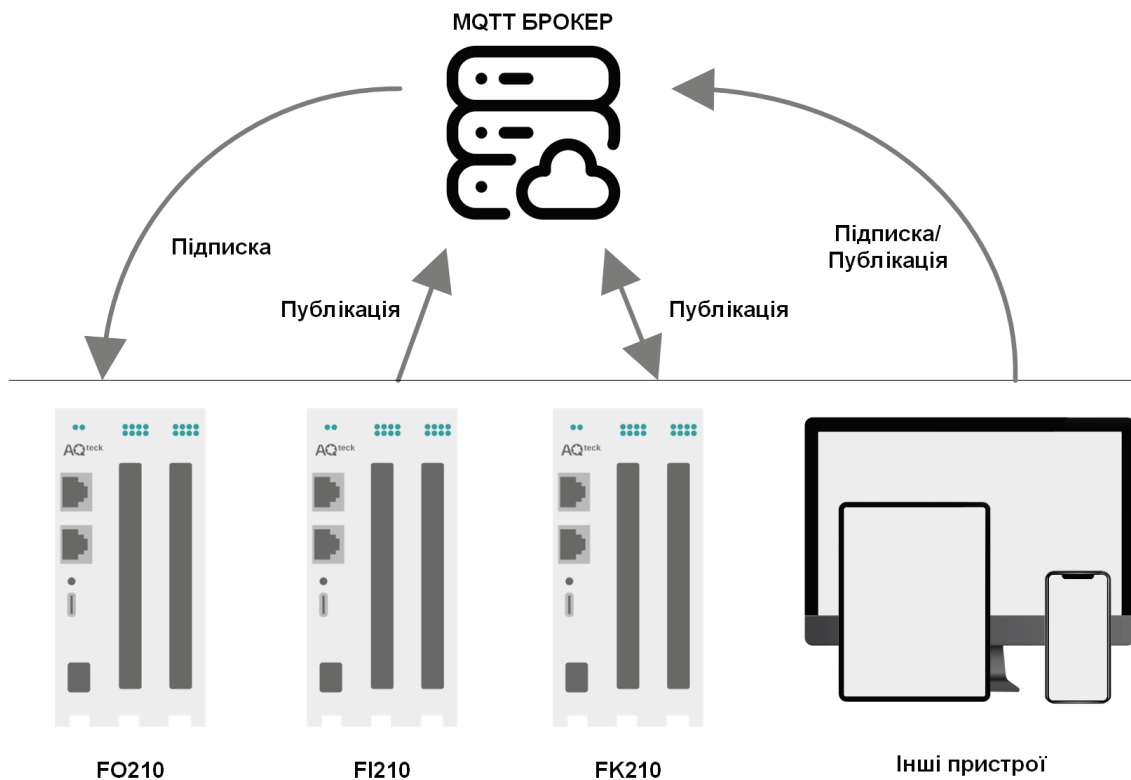 MQTT БРОКЕР
Підписка
Публікація
Публікація
Підписка/
Публікація
AQteck
AQteck
AQteck
FO210
FI210
FK210
Інші пристрої